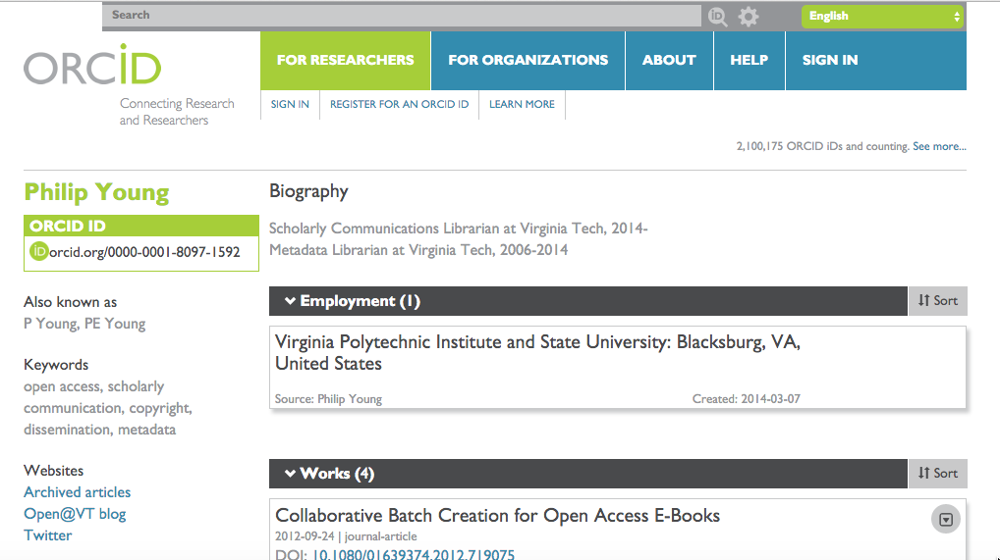 Search
English
ORCiD
Connecting Research
and Researchers
FOR RESEARCHERS
FOR ORGANIZATIONS
ABOUT
HELP
SIGN IN
SIGN IN
REGISTER FOR AN ORCID ID
LEARN MORE
2,100,175 ORCID iDs and counting. See more...
Philip Young
ORCID ID
iD orcid.org/0000-0001-8097-1592
Also known as
P Young, PE Young
Keywords
open access, scholarly
communication, copyright,
dissemination, metadata
Websites
Archived articles
Open@VT blog
Twitter
Biography
Scholarly Communications Librarian at Virginia Tech, 2014-
Metadata Librarian at Virginia Tech, 2006-2014
Employment (1)
Sort
Virginia Polytechnic Institute and State University: Blacksburg, VA,
United States
Source: Philip Young
Created: 2014-03-07
Works (4)
Sort
Collaborative Batch Creation for Open Access E-Books
2012-09-24 | journal-article
DOI: 10.1080/01639374.2012.719075